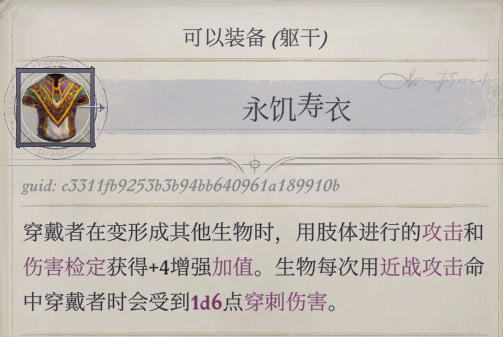 可以装备 (躯干)
永饥寿衣
guid: c3311fb9253b3b94bb640961a189910b
穿戴者在变形成其他生物时，用肢体进行的攻击和
伤害检定获得+4增强加值。生物每次用近战攻击命
中穿戴者时会受到1d6点穿刺伤害。